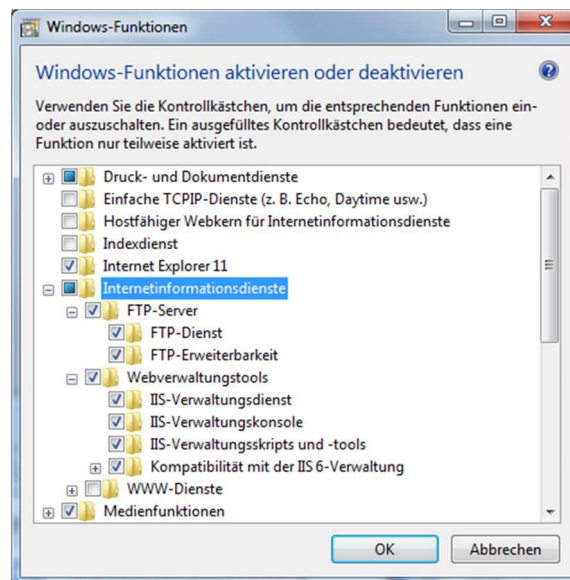 Windows-Funktionen
Windows-Funktionen aktivieren oder deaktivieren
Verwenden Sie die Kontrollkästchen, um die entsprechenden Funktionen ein-
oder auszuschalten. Ein ausgefülltes Kontrollkästchen bedeutet, dass eine
Funktion nur teilweise aktiviert ist.
Druck- und Dokumentdienste
Einfache TCPIP-Dienste (z. B. Echo, Daytime usw.)
Hostfähiger Webkern für Internetinformationsdienste
Indexdienst
Internet Explorer 11
Internetinformationsdienste
FTP-Server
FTP-Dienst
FTP-Erweiterbarkeit
Webverwaltungstools
IIS-Verwaltungsdienst
IIS-Verwaltungskonsole
IIS-Verwaltungsskripts und -tools
Kompatibilität mit der IIS 6-Verwaltung
WWW-Dienste
Medienfunktionen
OK Abbrechen